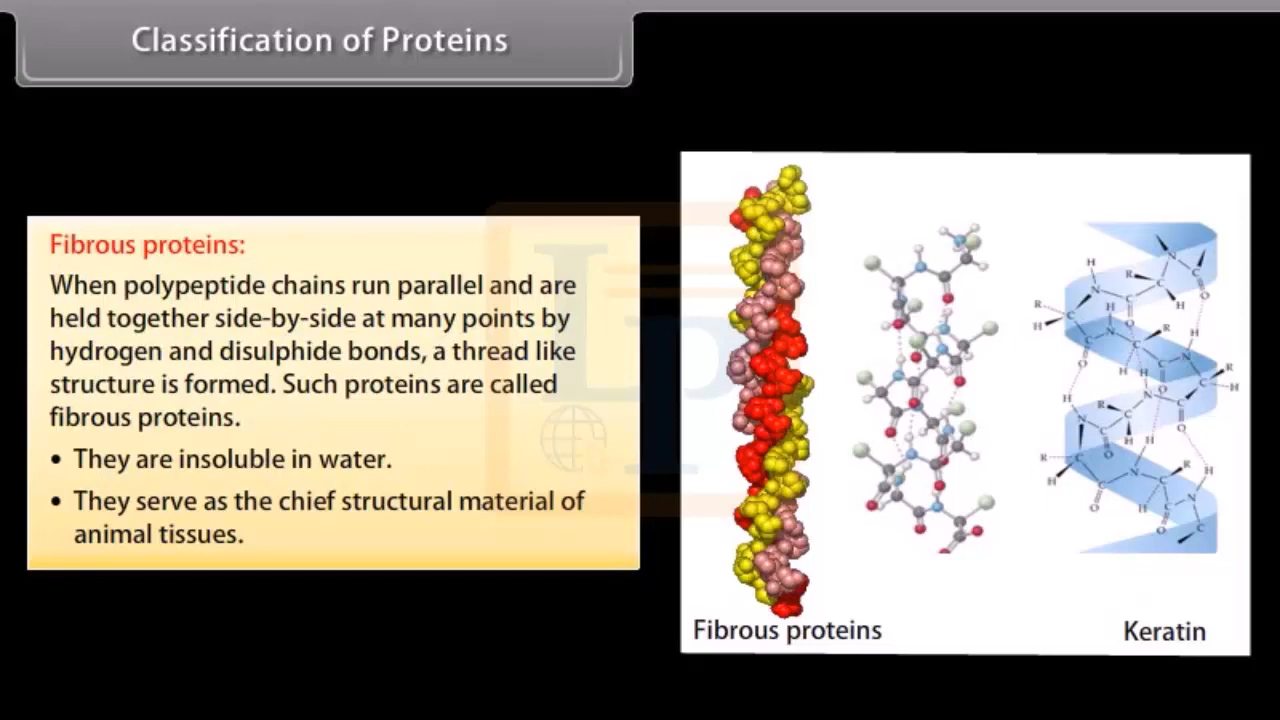 Classification of Proteins
Fibrous proteins:
When polypeptide chains run parallel and are
held together side-by-side at many points by
hydrogen and disulphide bonds, a thread like
structure is formed. Such proteins are called
fibrous proteins.
• They are insoluble in water.
• They serve as the chief structural material of
animal tissues.
Fibrous proteins
Keratin